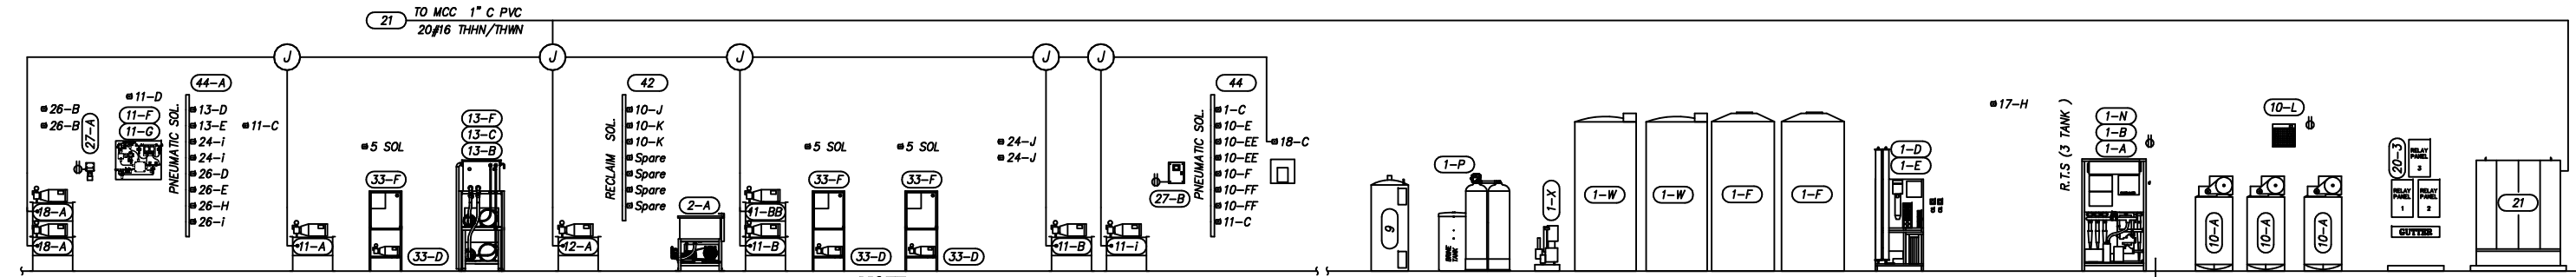 21
TO MCC 1" C PVC
20#16 THHN/THWN
J
J
J
J
J
26-B
26-B
27-A
11-D
11-F
11-G
PNEUMATIC SOL.
44-A
13-D
13-E
24-i
24-i
26-D
26-E
26-H
26-i
11-C
18-A
18-A
11-A
5 SOL
33-F
33-D
13-F
13-C
13-B
12-A
RECLAIM SOL.
42
10-J
10-K
10-K
Spare
Spare
Spare
Spare
2-A
11-BB
11-B
5 SOL
33-F
33-D
5 SOL
33-F
33-D
24-J
24-J
11-B
11-i
27-B
PNEUMATIC SOL.
44
1-C
10-E
10-EE
10-EE
10-F
10-FF
10-FF
11-C
18-C
9
1-P
BRINE
TANK
1-X
1-W
1-W
1-F
1-F
1-D
1-E
17-H
R.T.S (3 TANK )
1-N
1-B
1-A
10-L
10-A
10-A
10-A
20-3
RELAY
PANEL
3
RELAY
PANEL
1
RELAY
PANEL
2
GUTTER
21